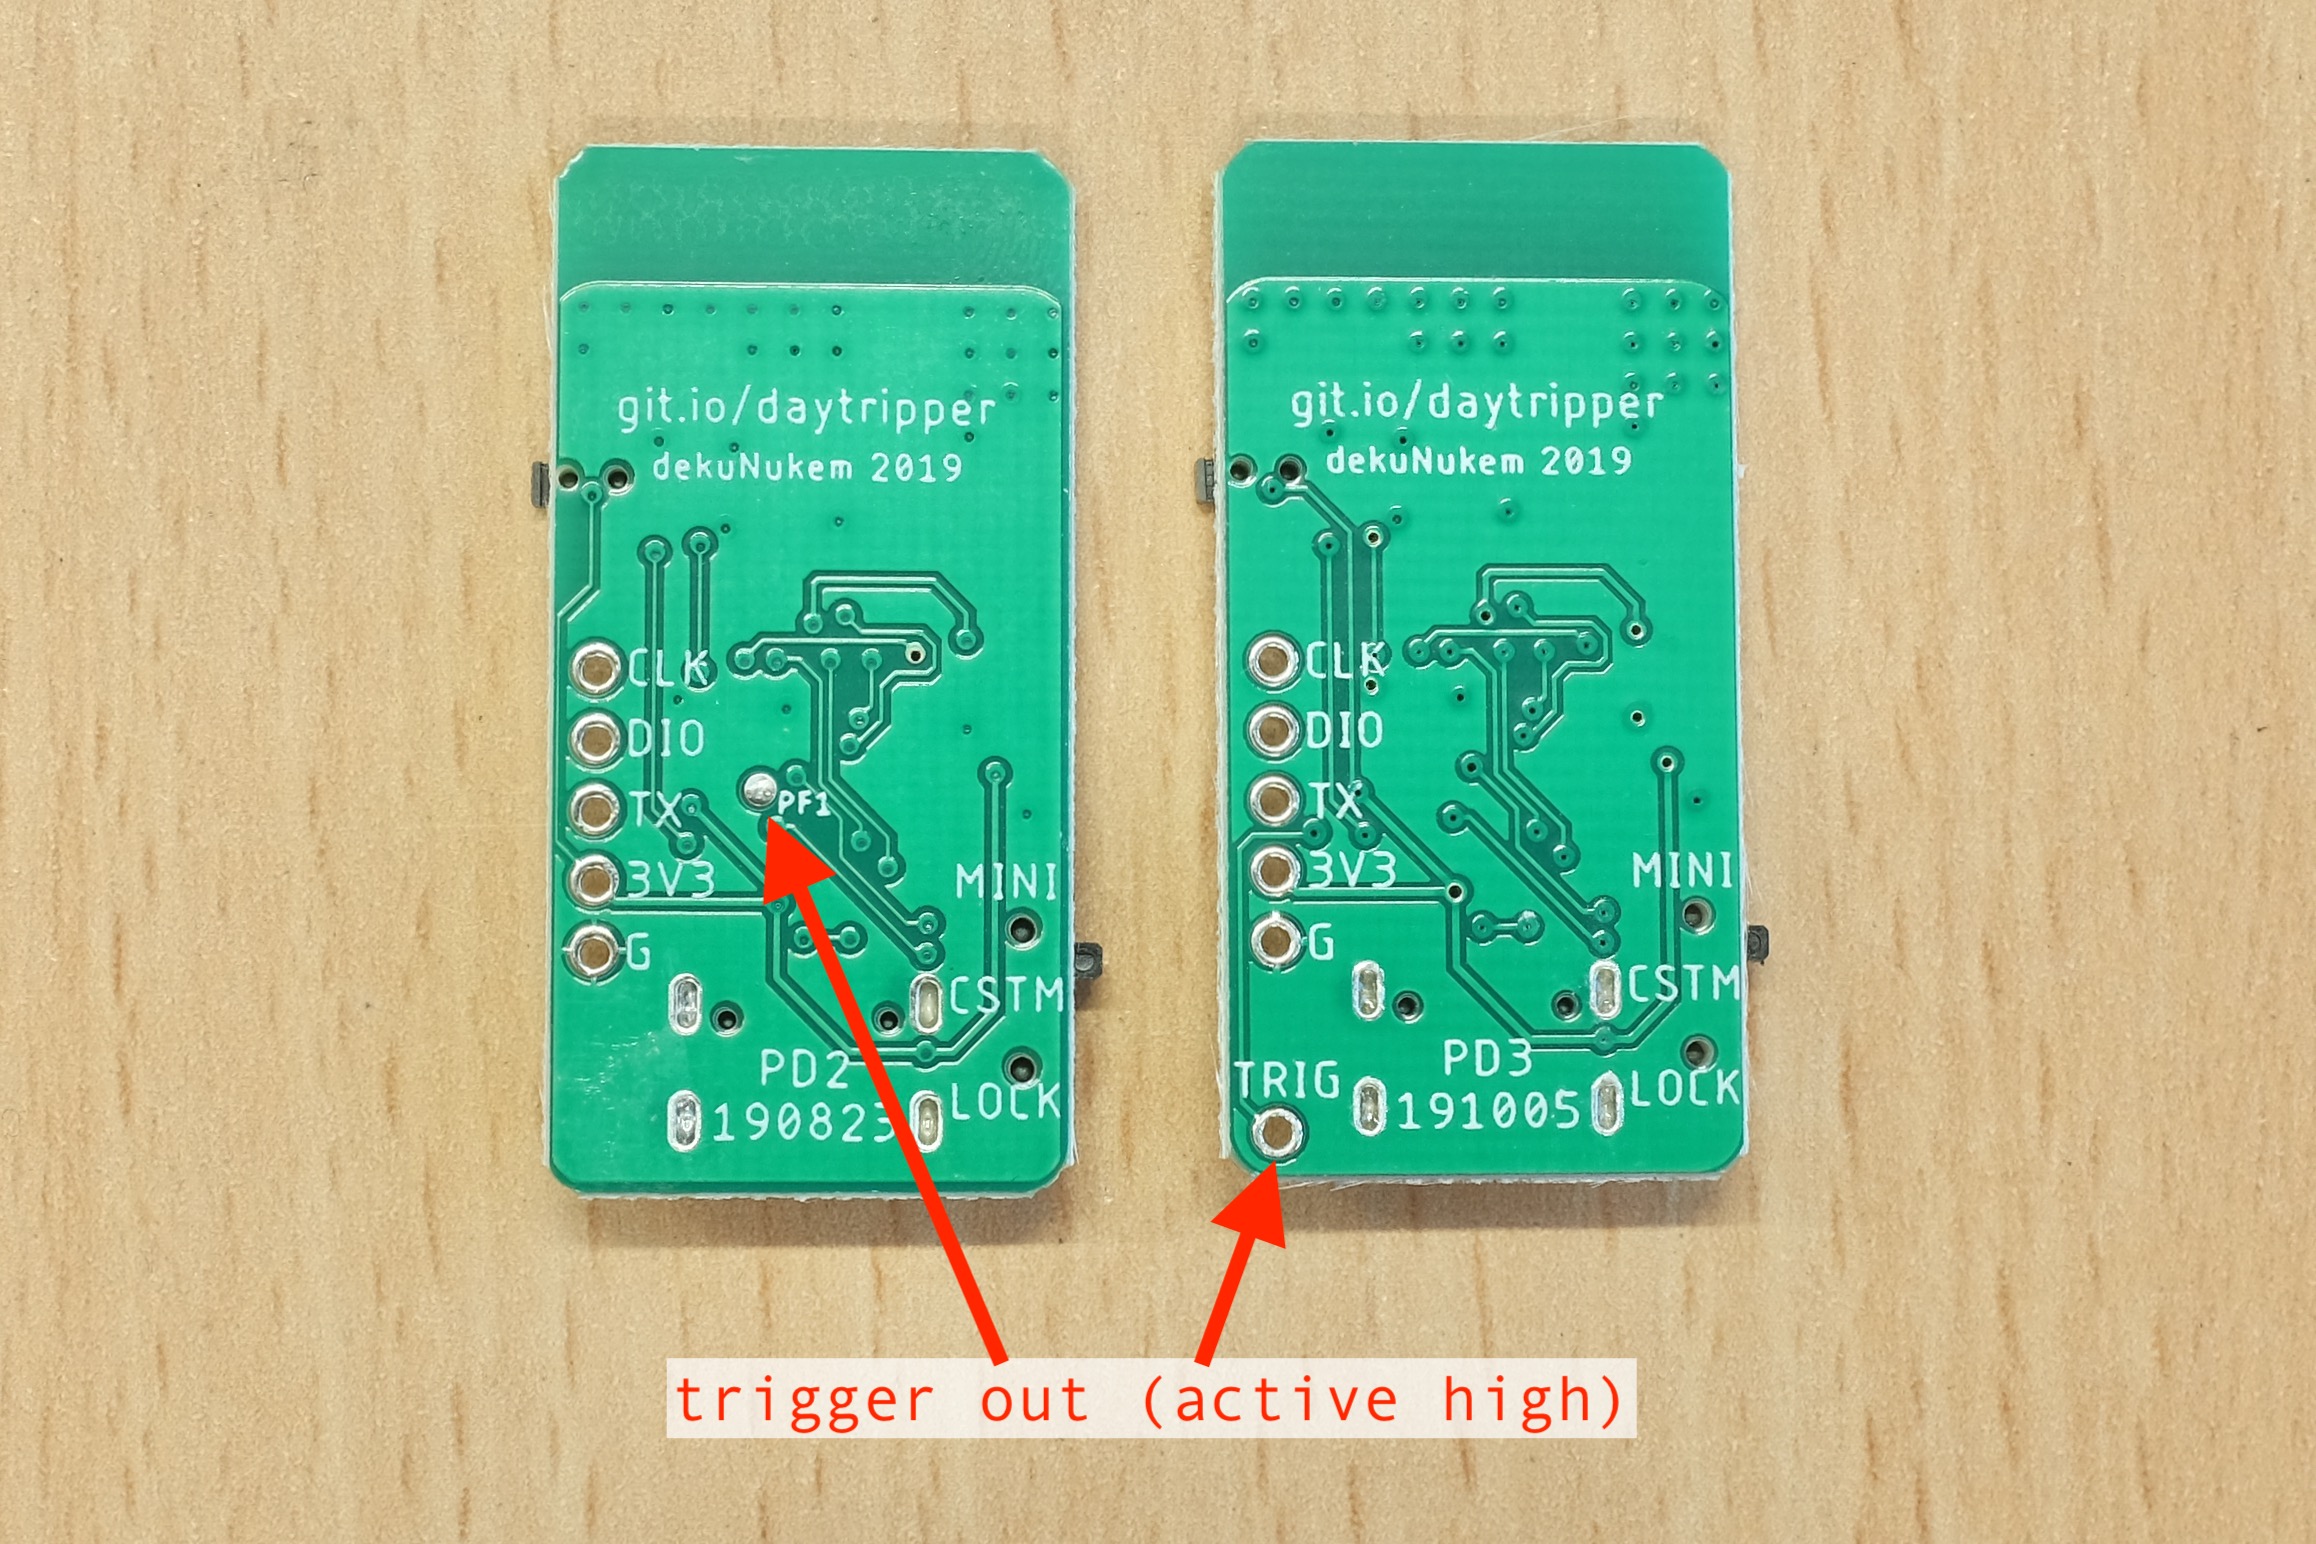 git.io/daytripper
dekuNukem 2019
CLK
DIO
TX
PF1
3V3
G
MINI
CSTM
LOCK
PD2
190823
git.io/daytripper
dekuNukem 2019
CLK
DIO
TX
3V3
G
MINI
CSTM
LOCK
TRIG
PD3
191005
trigger out (active high)